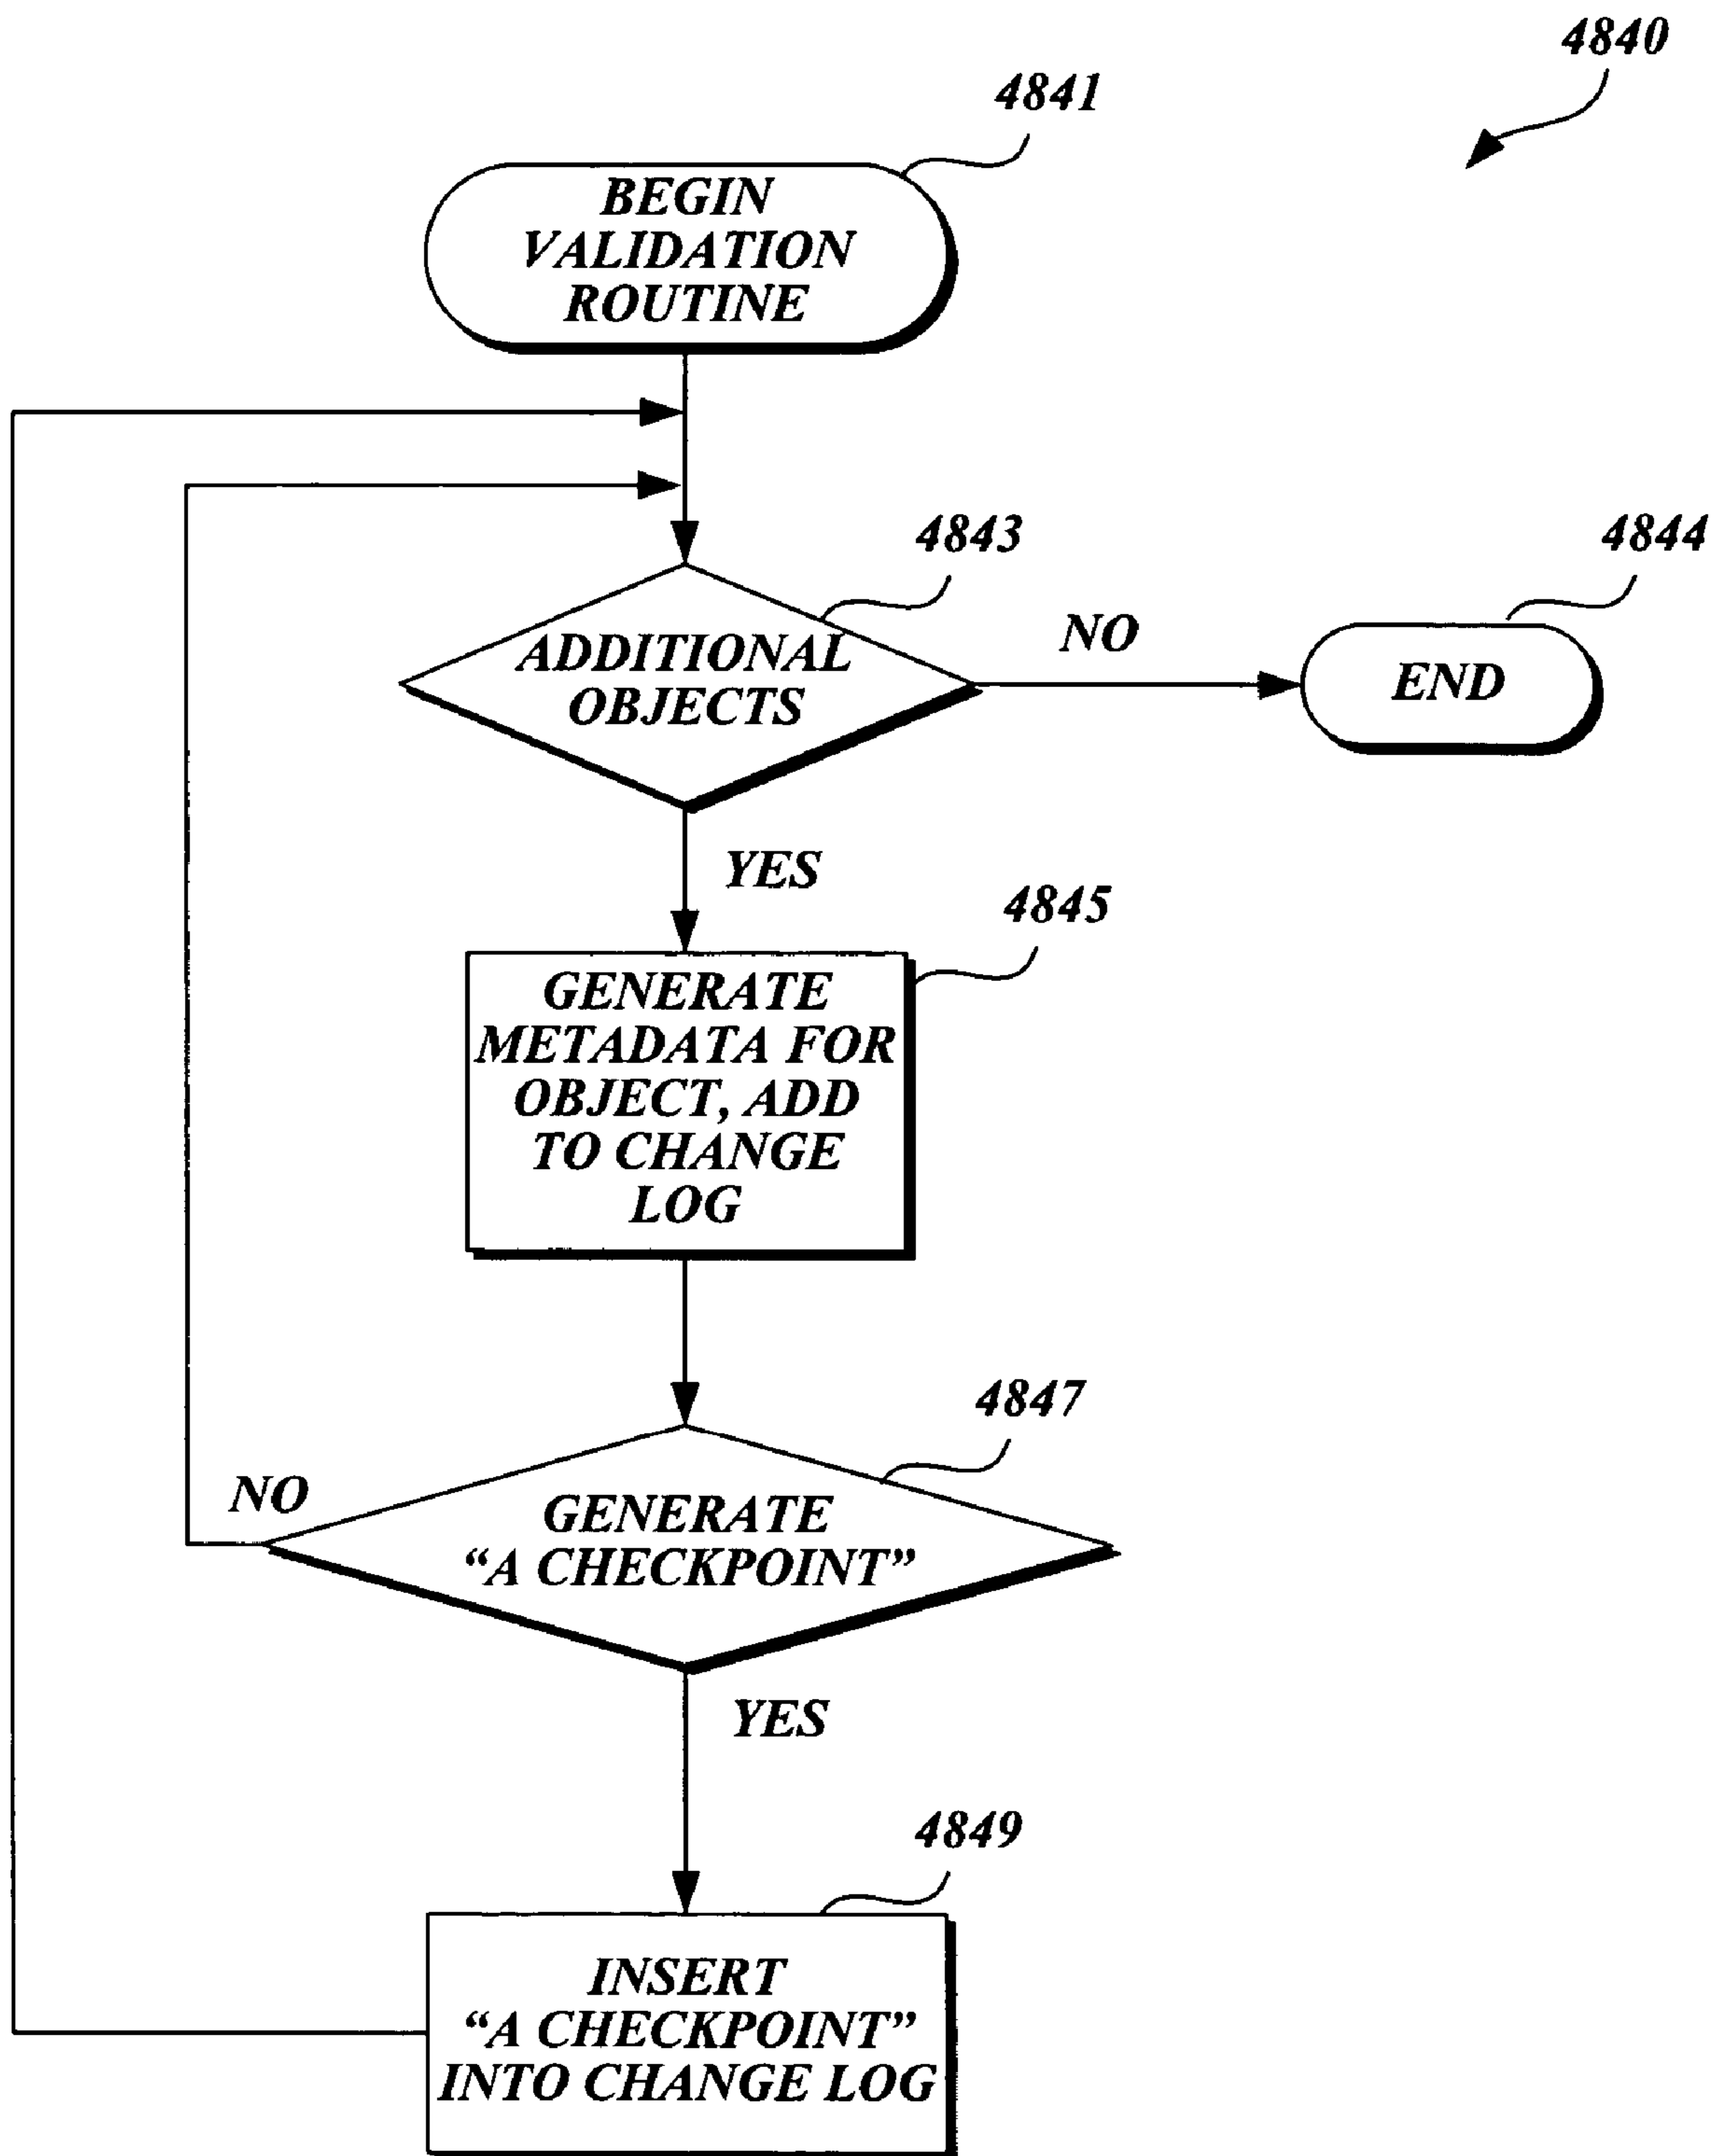 4840
4841
BEGIN
VALIDATION
ROUTINE
4843
4844
ADDITIONAL
OBJECTS
NO
END
YES
4845
GENERATE
METADATA FOR
OBJECT, ADD
TO CHANGE
LOG
4847
NO
GENERATE
“A CHECKPOINT”
YES
4849
INSERT
“A CHECKPOINT”
INTO CHANGE LOG